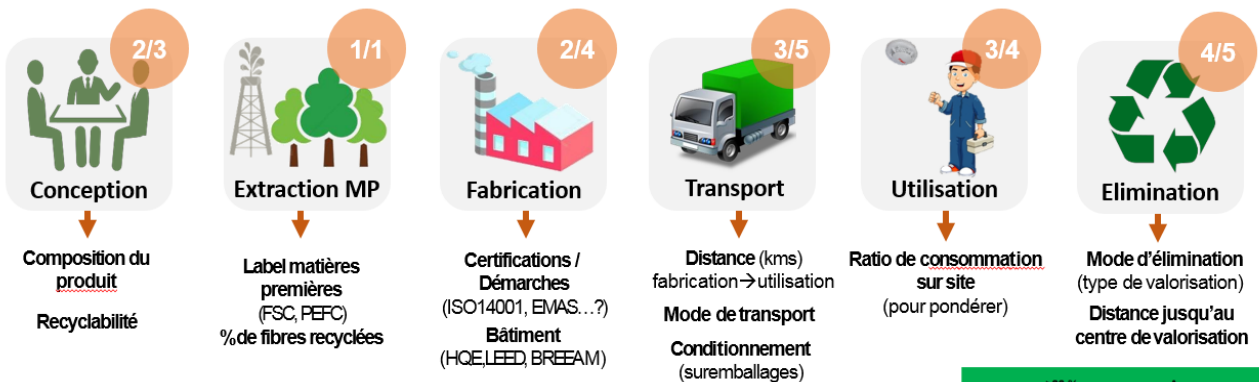 2/3
1/1
2/4
3/5
3/4
4/5
Conception
Extraction MP
Fabrication
Transport
Utilisation
Elimination
Composition du
produit
Recyclabilité
Label matières
premières
(FSC, PEFC)
%de fibres recyclées
Certifications /
Démarches
(ISO14001, EMAS...?)
Bâtiment
(HQE,LEED, BREEAM)
Distance (kms)
fabrication→utilisation
Mode de transport
Conditionnement
(suremballages)
Ratio de consommation
sur site
(pour pondérer)
Mode d'élimination
(type de valorisation)
Distance jusqu'au
centre de valorisation